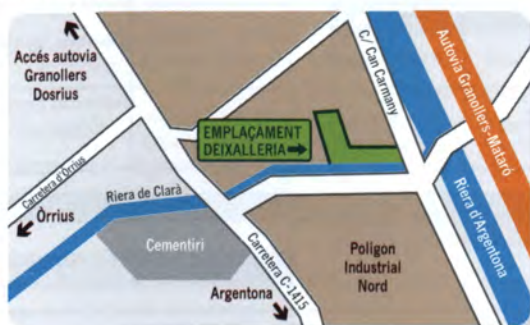 Accés autovia
Granollers
Dosrius
C/ Can Carmany
Autovia Granollers-Mataró
EMPLAÇAMENT
DEIXALLERIA
Carretera d'Òrrius
Òrrius
Riera de Clarà
Cementiri
Carretera C-1415
Argentona
Polígon
Industrial
Nord
Riera d'Argentona